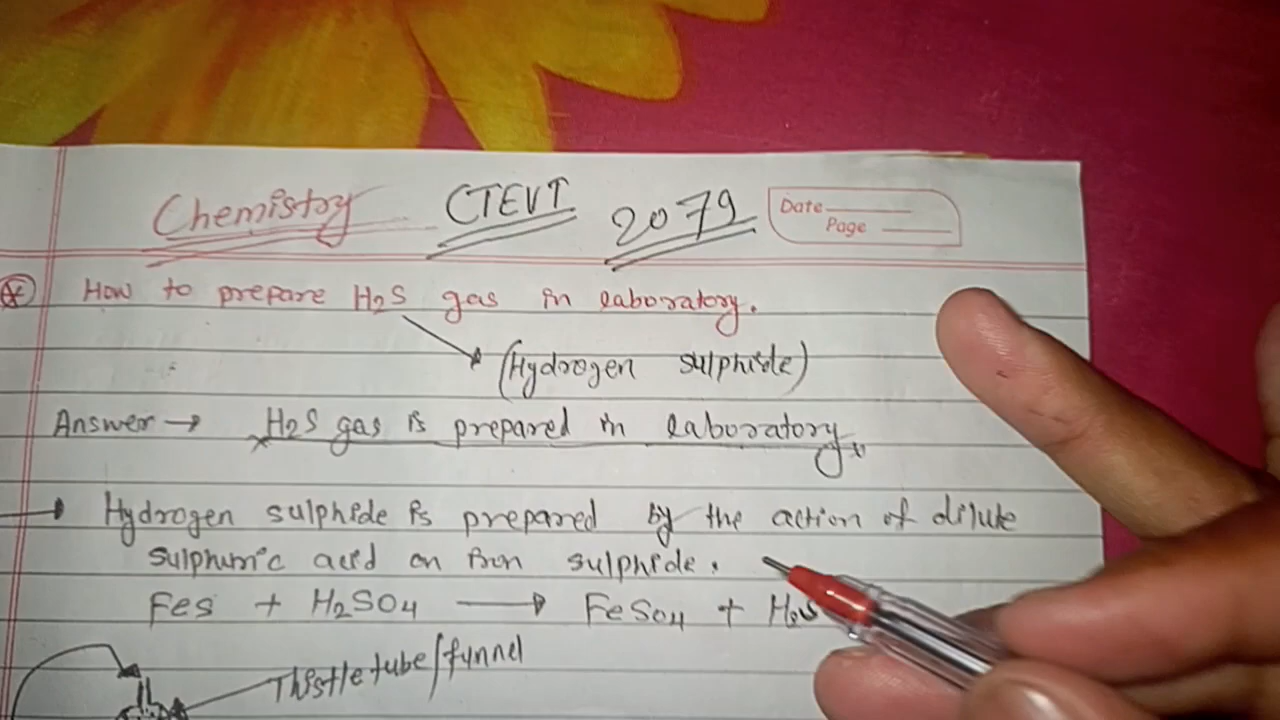 Chemistry CTEVT 2079
Date
Page
How to prepare H2S gas in laboratory.
(Hydrogen sulphide)
Answer → H2S gas is prepared in laboratory
→ Hydrogen sulphide is prepared by the action of dilute
sulphuric acid on Iron sulphide.
Fes + H2SO4 → FeSO4 + H2S
Thistle tube/funnel